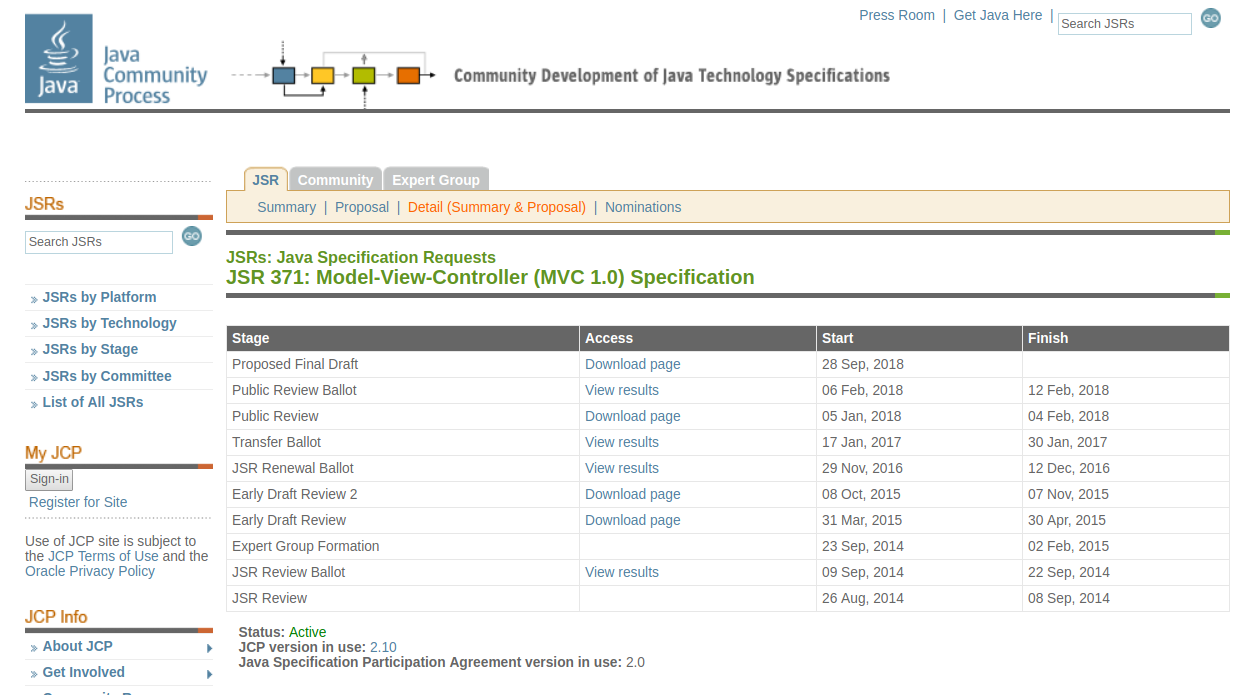 Press Room | Get Java Here |
Search JSRs
GO
Java
Java
Community
Process
Community Development of Java Technology Specifications
JSR
Community
Expert Group
Summary | Proposal | Detail (Summary & Proposal) | Nominations
JSRs
Search JSRs
GO
JSRs by Platform
JSRs by Technology
JSRs by Stage
JSRs by Committee
List of All JSRs
My JCP
Sign-in
Register for Site
Use of JCP site is subject to
the JCP Terms of Use and the
Oracle Privacy Policy
JCP Info
About JCP
Get Involved
JSRs: Java Specification Requests
JSR 371: Model-View-Controller (MVC 1.0) Specification
Stage Access Start Finish
Proposed Final Draft Download page 28 Sep, 2018
Public Review Ballot View results 06 Feb, 2018 12 Feb, 2018
Public Review Download page 05 Jan, 2018 04 Feb, 2018
Transfer Ballot View results 17 Jan, 2017 30 Jan, 2017
JSR Renewal Ballot View results 29 Nov, 2016 12 Dec, 2016
Early Draft Review 2 Download page 08 Oct, 2015 07 Nov, 2015
Early Draft Review Download page 31 Mar, 2015 30 Apr, 2015
Expert Group Formation 23 Sep, 2014 02 Feb, 2015
JSR Review Ballot View results 09 Sep, 2014 22 Sep, 2014
JSR Review 26 Aug, 2014 08 Sep, 2014
Status: Active
JCP version in use: 2.10
Java Specification Participation Agreement version in use: 2.0